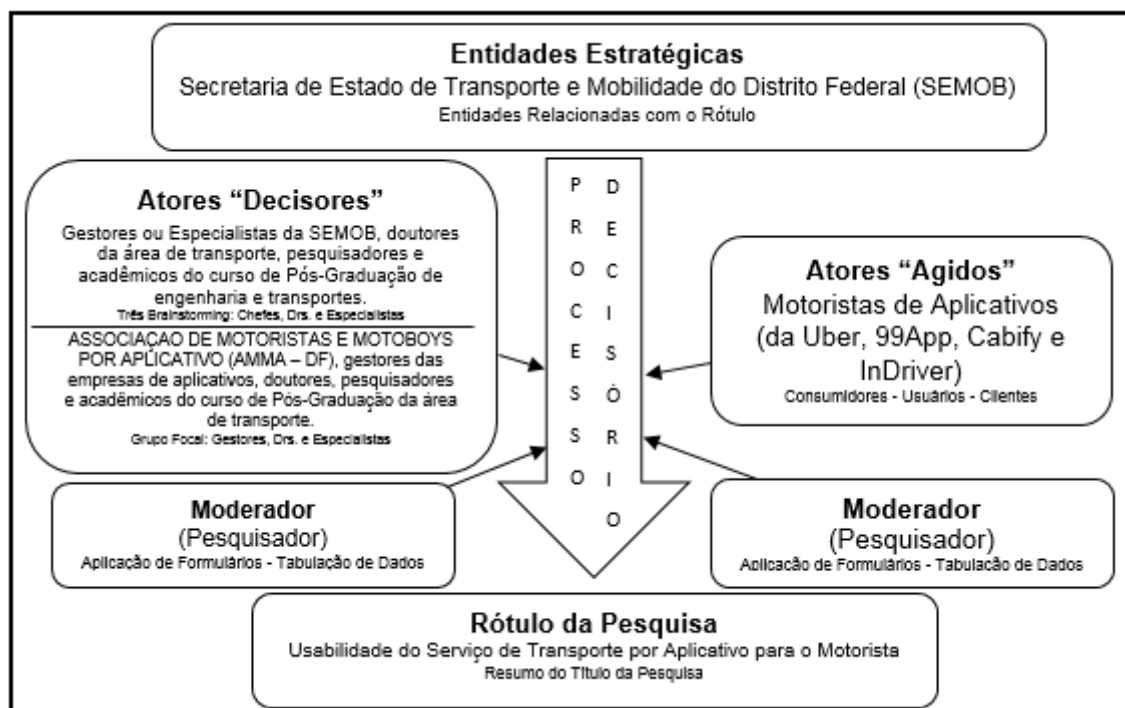 Entidades Estratégicas
Secretaria de Estado de Transporte e Mobilidade do Distrito Federal (SEMOB)
Entidades Relacionadas com o Rótulo
Atores “Decisores”
Gestores ou Especialistas da SEMOB, doutores
da área de transporte, pesquisadores e
acadêmicos do curso de Pós-Graduação de
engenharia e transportes.
Três Brainstorming: Chefes, Drs. e Especialistas
ASSOCIAÇAO DE MOTORISTAS E MOTOBOYS
POR APLICATIVO (AMMA – DF), gestores das
empresas de aplicativos, doutores, pesquisadores
e acadêmicos do curso de Pós-Graduação da área
de transporte.
Grupo Focal: Gestores, Drs. e Especialistas
PROCESSO
DECISÓRIO
Atores “Agidos”
Motoristas de Aplicativos
(da Uber, 99App, Cabify e
InDriver)
Consumidores - Usuários - Clientes
Moderador
(Pesquisador)
Aplicação de Formulários - Tabulação de Dados
Moderador
(Pesquisador)
Aplicação de Formulários - Tabulação de Dados
Rótulo da Pesquisa
Usabilidade do Serviço de Transporte por Aplicativo para o Motorista
Resumo do Título da Pesquisa